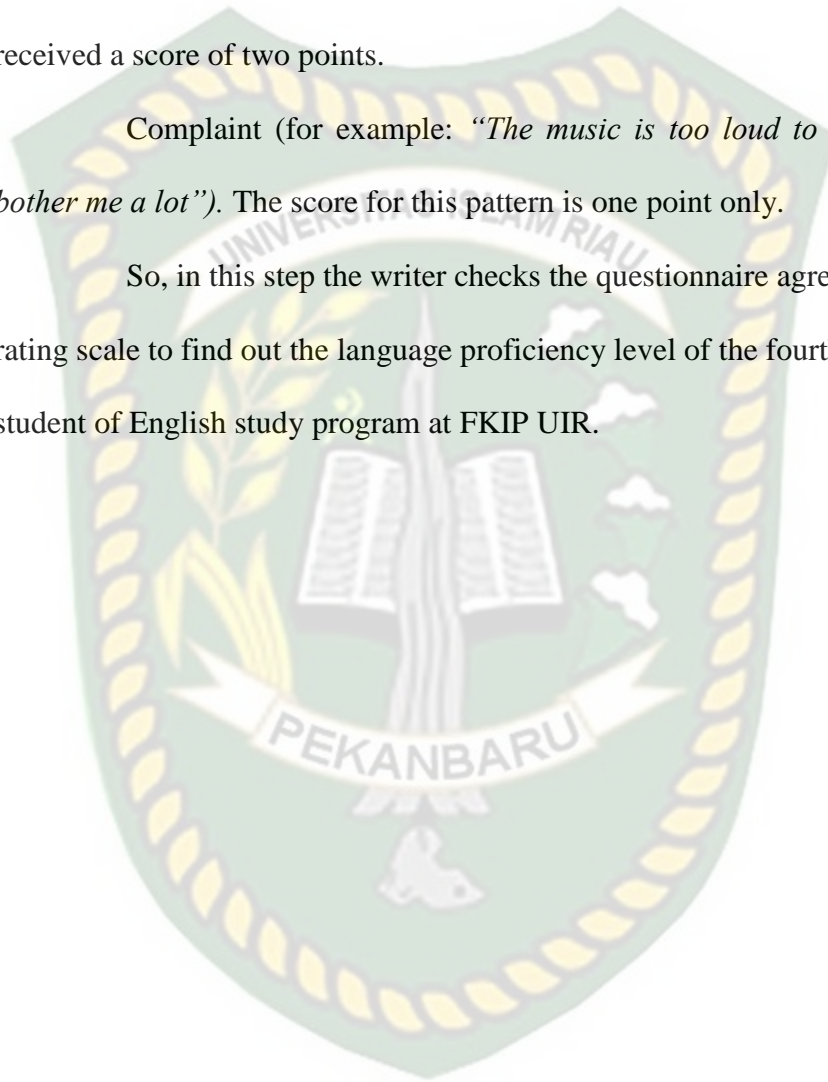 received a score of two points.
Complaint (for example: “The music is too loud to
bother me a lot”). The score for this pattern is one point only.
UNIVERSITAS ISLAM RIAU
So, in this step the writer checks the questionnaire agre
rating scale to find out the language proficiency level of the fourt
student of English study program at FKIP UIR.
PEKANBARU